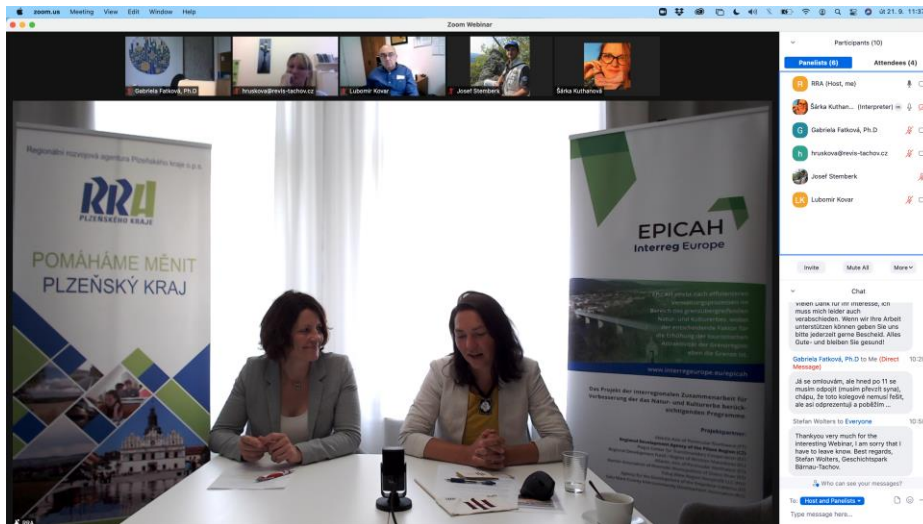 zoom.us Meeting View Edit Window Help
Zoom Webinar
Gabriela Fatková, Ph.D
hruskova@revis-tachov.cz
Lubomir Kovar
Josef Stemberk
Šárka Kuthanová
Regionální rozvojová agentura Plzeňského kraje o.p.s.
RRA
PLZEŇSKÉHO KRAJE
POMÁHÁME MĚNIT
PLZEŇSKÝ KRAJ
EPICAH
Interreg Europe
www.interregeurope.eu/epicah
Das Projekt der interregionalen Zusammenarbeit für
Verbesserung der das Natur- und Kulturerbe berück-
sichtigenden Programme:
Projektpartner:
RRA
Participants (10)
Panelists (6) Attendees (4)
R RRA (Host, me)
Šárka Kuthan... (Interpreter)
G Gabriela Fatková, Ph.D
h hruskova@revis-tachov.cz
Josef Stemberk
LK Lubomir Kovar
Invite Mute All More
Chat
Vielen Dank für Ihr Interesse, ich
muss mich leider auch
verabschieden. Wenn wir Ihre Arbeit
unterstützen können geben Sie uns
bitte jederzeit gerne Bescheid. Alles
Gute- und bleiben Sie gesund!
Gabriela Fatková, Ph.D to Me (Direct
Message)
Já se omlouvám, ale hned po 11 se
musím odpojit (musím převzít syna),
chápu, že toto kolegové nemusí řešit,
ale asi odprezentuji a poběžím ...
Stefan Wolters to Everyone
Thankyou very much for the
interesting Webinar, I am sorry that I
have to leave know. Best regards,
Stefan Wolters, Geschichtspark
Bärnau-Tachov.
Who can see your messages?
To: Host and Panelists
Type message here...